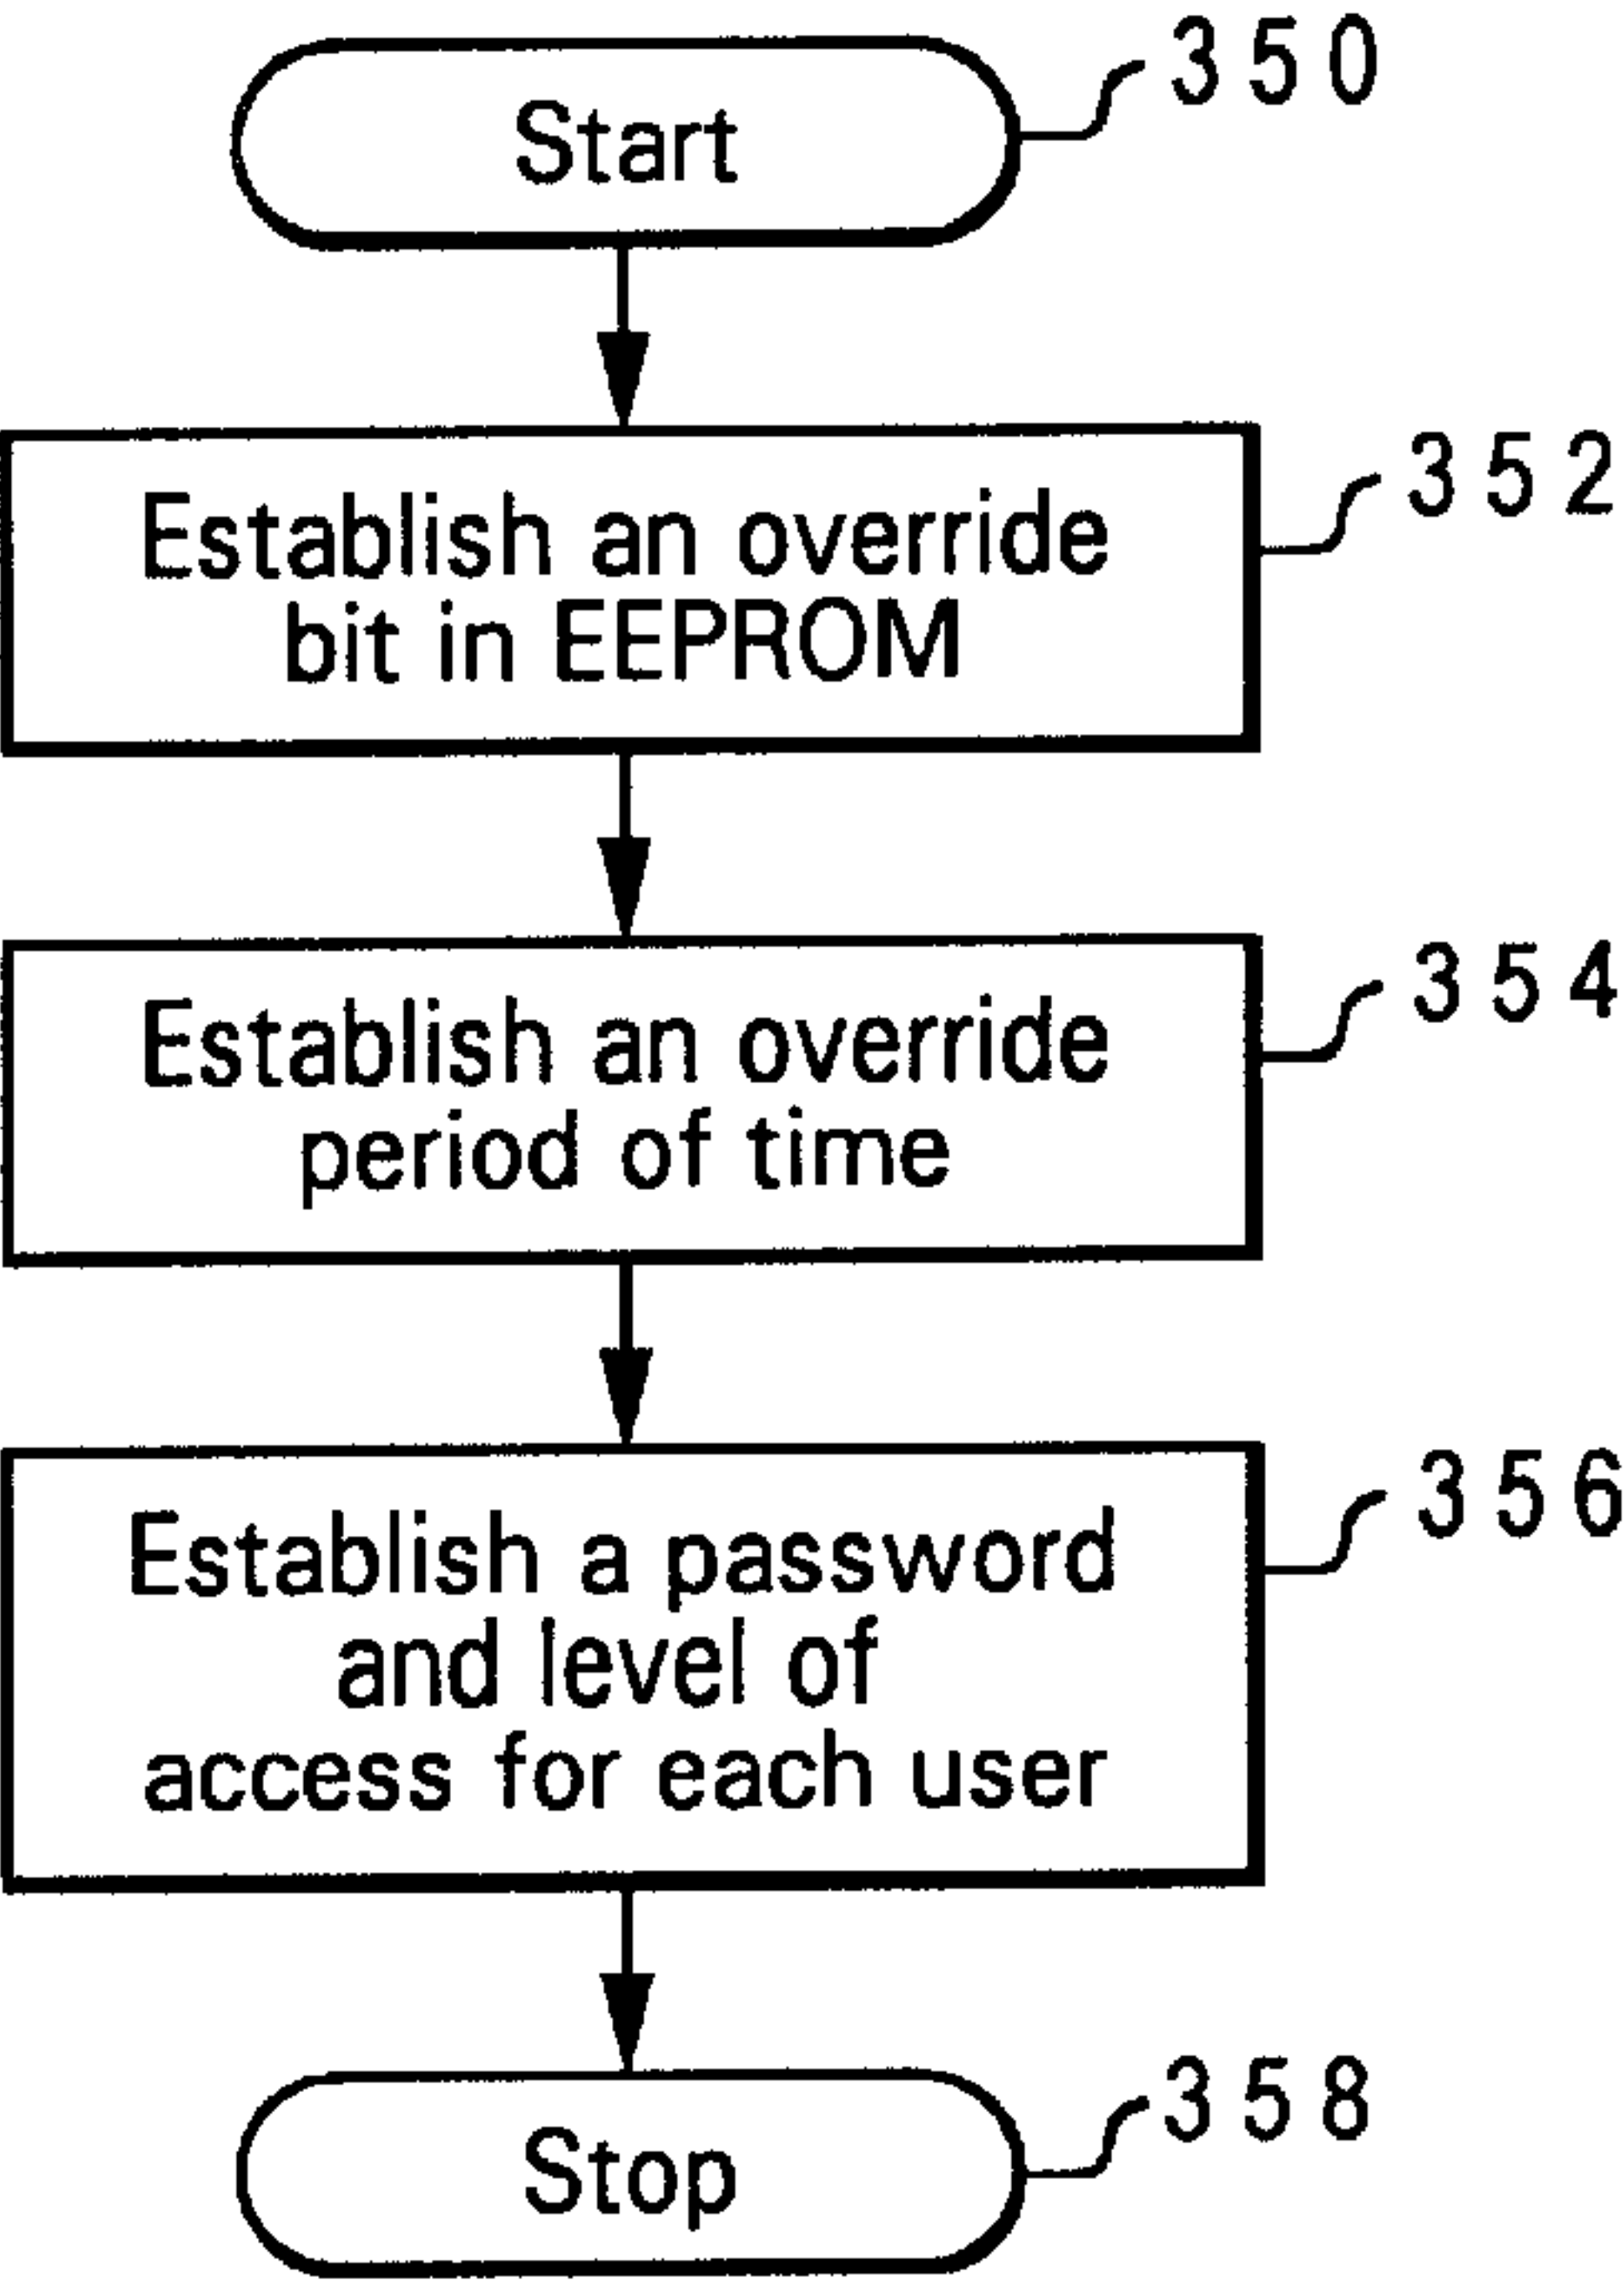 Start
350
Establish an override
bit in EEPROM
352
Establish an override
period of time
354
Establish a password
and level of
access for each user
356
Stop
358